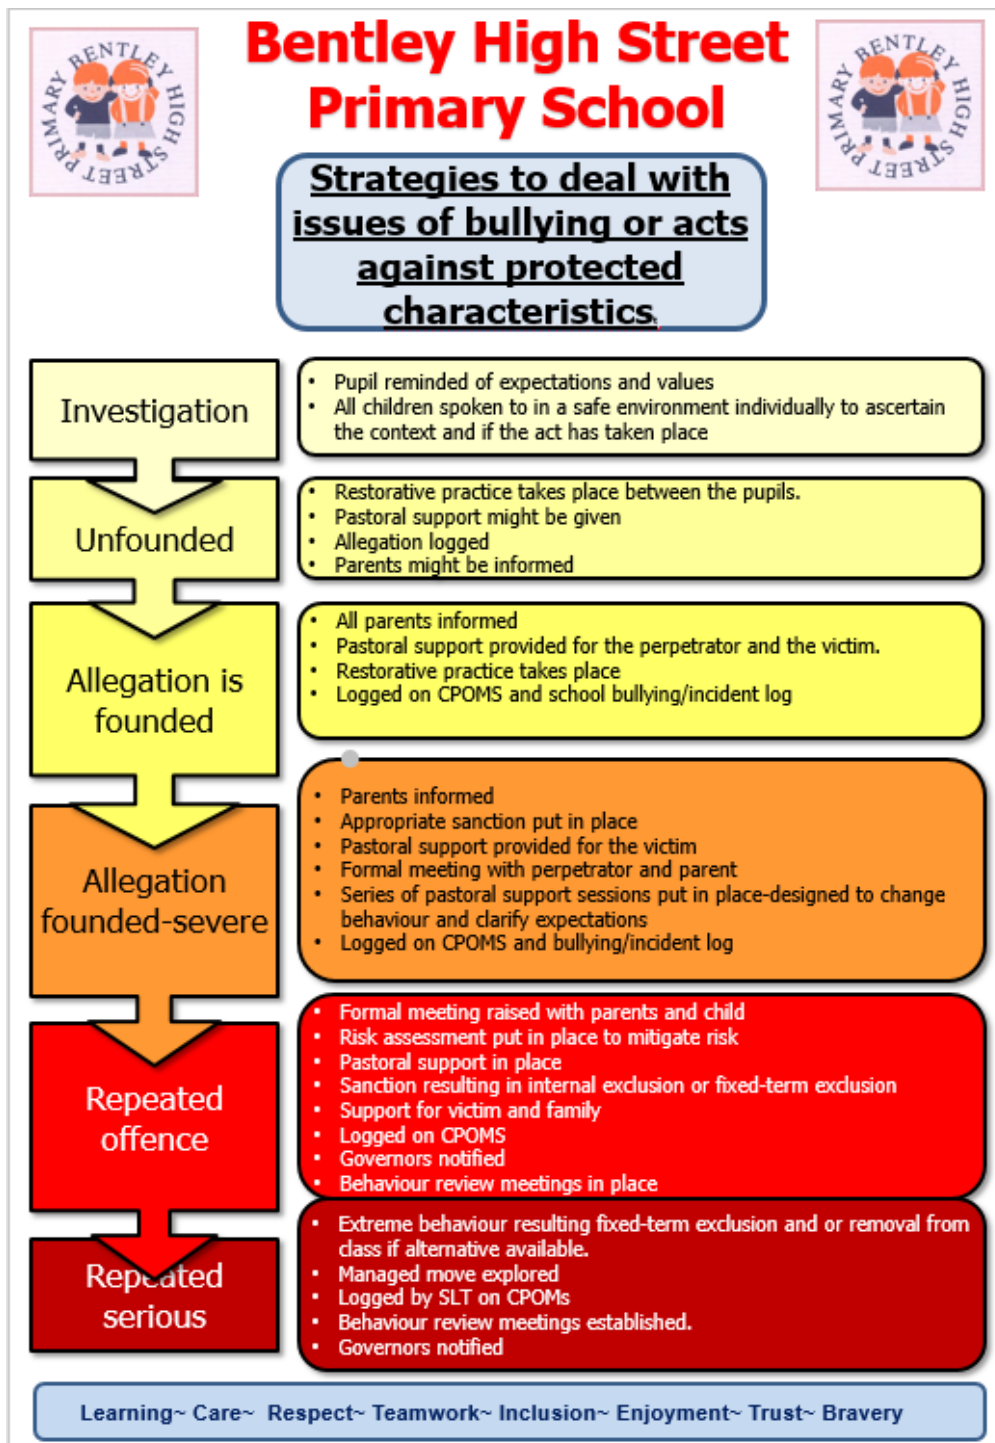 PRIMARY BENTLEY HIGH STREET
Bentley High Street
Primary School
PRIMARY BENTLEY HIGH STREET
Strategies to deal with
issues of bullying or acts
against protected
characteristics.
Investigation
• Pupil reminded of expectations and values
• All children spoken to in a safe environment individually to ascertain
the context and if the act has taken place
Unfounded
• Restorative practice takes place between the pupils.
• Pastoral support might be given
• Allegation logged
• Parents might be informed
Allegation is
founded
• All parents informed
• Pastoral support provided for the perpetrator and the victim.
• Restorative practice takes place
• Logged on CPOMS and school bullying/incident log
Allegation
founded-severe
• Parents informed
• Appropriate sanction put in place
• Pastoral support provided for the victim
• Formal meeting with perpetrator and parent
• Series of pastoral support sessions put in place-designed to change
behaviour and clarify expectations
• Logged on CPOMS and bullying/incident log
Repeated
offence
• Formal meeting raised with parents and child
• Risk assessment put in place to mitigate risk
• Pastoral support in place
• Sanction resulting in internal exclusion or fixed-term exclusion
• Support for victim and family
• Logged on CPOMS
• Governors notified
• Behaviour review meetings in place
Repeated
serious
• Extreme behaviour resulting fixed-term exclusion and or removal from
class if alternative available.
• Managed move explored
• Logged by SLT on CPOMs
• Behaviour review meetings established.
• Governors notified
Learning~ Care~ Respect~ Teamwork~ Inclusion~ Enjoyment~ Trust~ Bravery